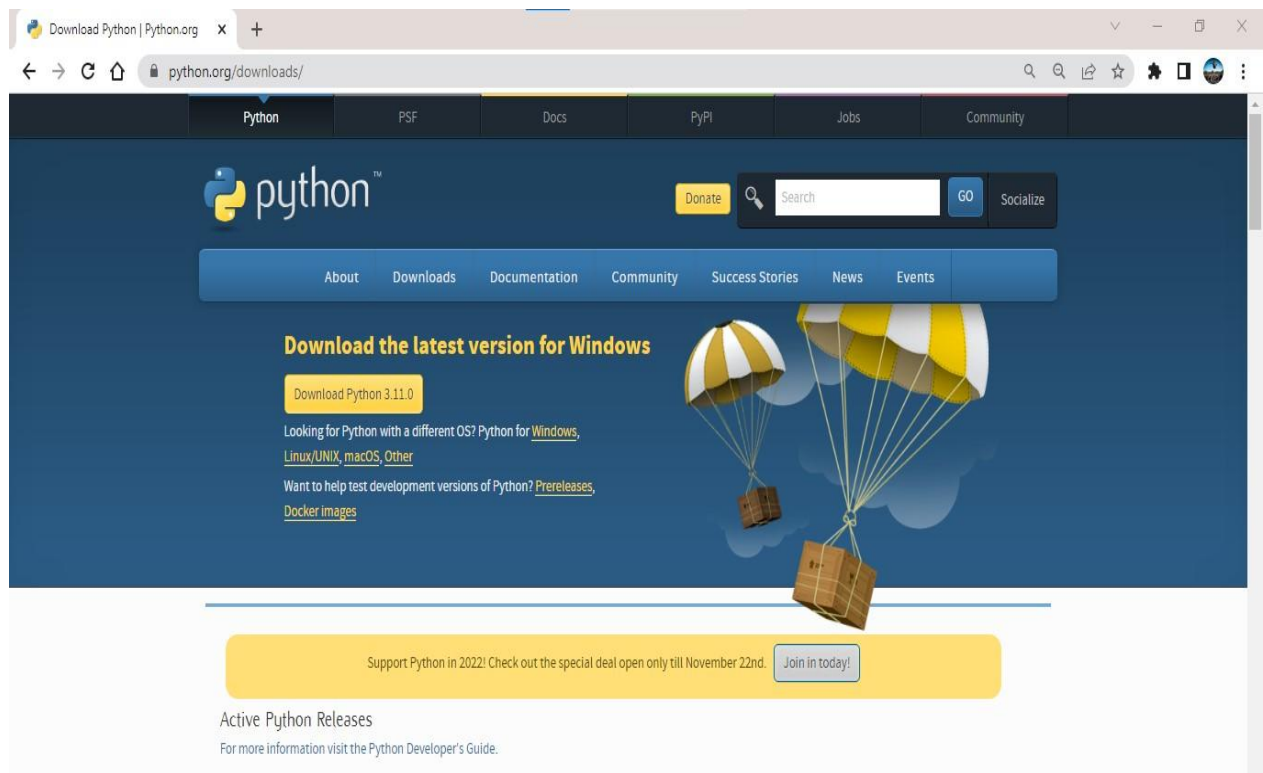 Download Python | Python.org
python.org/downloads/
Python PSF Docs PyPI Jobs Community
python™
Donate Search GO Socialize
About Downloads Documentation Community Success Stories News Events
Download the latest version for Windows
Download Python 3.11.0
Looking for Python with a different OS? Python for Windows,
Linux/UNIX, macOS, Other
Want to help test development versions of Python? Prereleases,
Docker images
Support Python in 2022! Check out the special deal open only till November 22nd. Join in today!
Active Python Releases
For more information visit the Python Developer's Guide.